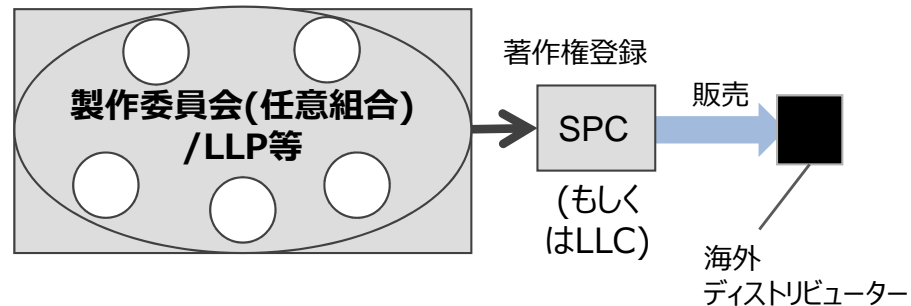 製作委員会(任意組合)
/LLP等
著作権登録
SPC
(もしく
はLLC)
販売
海外
ディストリビューター